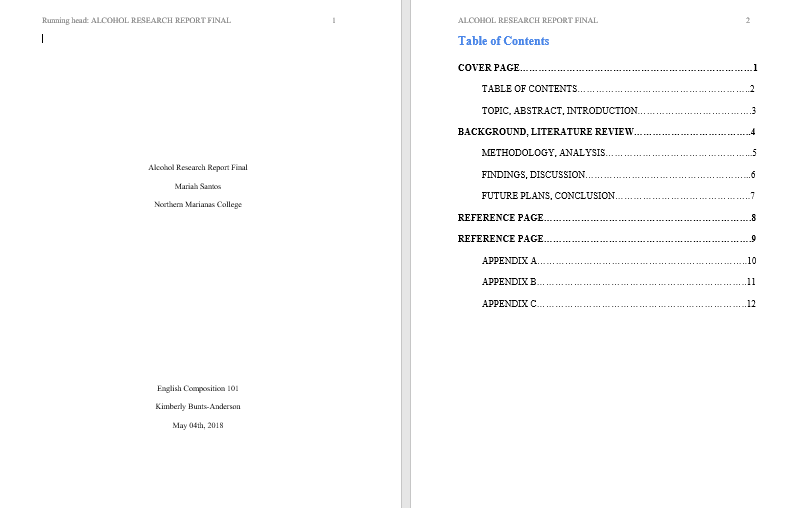 Running head: ALCOHOL RESEARCH REPORT FINAL 1
Alcohol Research Report Final
Mariah Santos
Northern Marianas College
English Composition 101
Kimberly Bunts-Anderson
May 04th, 2018
ALCOHOL RESEARCH REPORT FINAL 2
Table of Contents
COVER PAGE…………………………………………………………………1
TABLE OF CONTENTS………………………………………………..2
TOPIC, ABSTRACT, INTRODUCTION……………………………….3
BACKGROUND, LITERATURE REVIEW………………………………..4
METHODOLOGY, ANALYSIS………………………………………...5
FINDINGS, DISCUSSION……………………………………………..6
FUTURE PLANS, CONCLUSION……………………………………..7
REFERENCE PAGE…………………………………………………………..8
REFERENCE PAGE…………………………………………………………..9
APPENDIX A…………………………………………………………..10
APPENDIX B…………………………………………………………..11
APPENDIX C…………………………………………………………..12